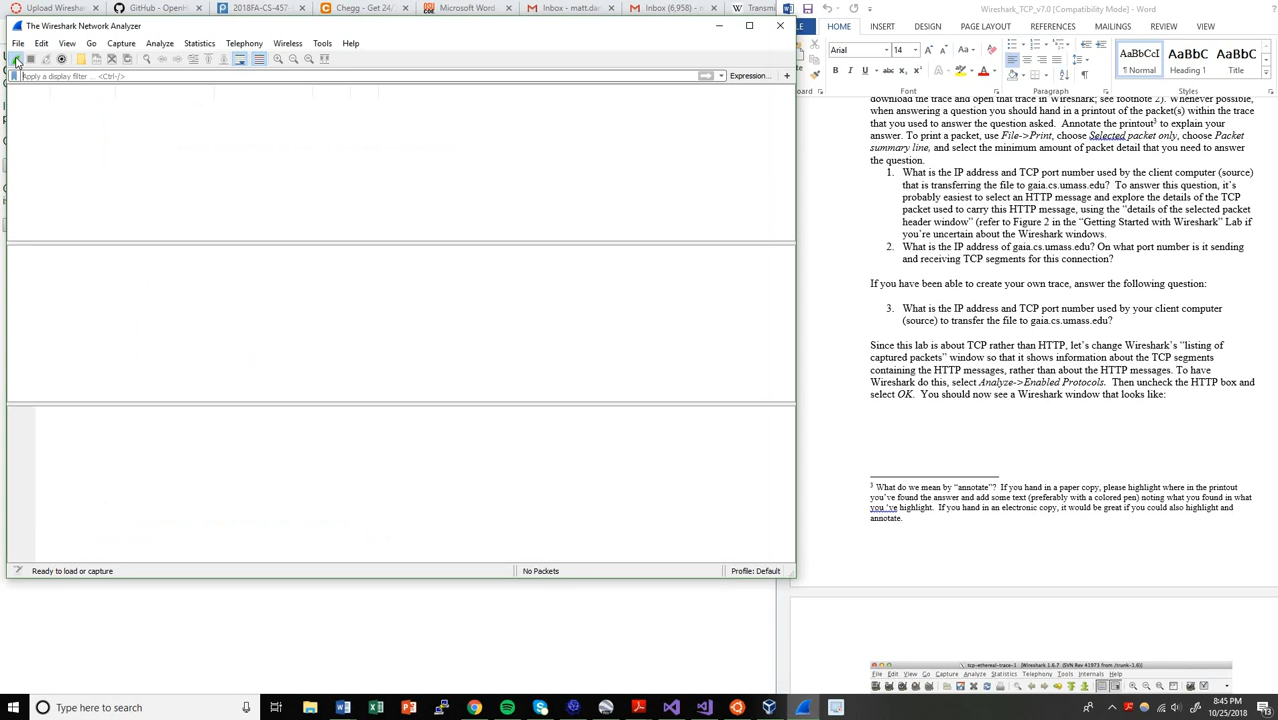 Upload Wireshark
GitHub - OpenH
2018FA-CS-457-
Chegg - Get 24/
Microsoft Word
Inbox - matt.dan
Inbox (6,958) - m
Transmi
The Wireshark Network Analyzer
File Edit View Go Capture Analyze Statistics Telephony Wireless Tools Help
Apply a display filter ... <Ctrl-/>
Expression...
+
Ready to load or capture
No Packets
Profile: Default
Wireshark_TCP_v7.0 [Compatibility Mode] - Word
HOME INSERT DESIGN PAGE LAYOUT REFERENCES MAILINGS REVIEW VIEW
Arial 14
AaBbCcI AaBbC AaBbC
¶ Normal Heading 1 Title
Font
Paragraph
Styles
download the trace and open that trace in Wireshark; see footnote 2). Whenever possible,
when answering a question you should hand in a printout of the packet(s) within the trace
that you used to answer the question asked. Annotate the printout3 to explain your
answer. To print a packet, use File->Print, choose Selected packet only, choose Packet
summary line, and select the minimum amount of packet detail that you need to answer
the question.
1. What is the IP address and TCP port number used by the client computer (source)
that is transferring the file to gaia.cs.umass.edu? To answer this question, it's
probably easiest to select an HTTP message and explore the details of the TCP
packet used to carry this HTTP message, using the "details of the selected packet
header window" (refer to Figure 2 in the "Getting Started with Wireshark" Lab if
you're uncertain about the Wireshark windows.
2. What is the IP address of gaia.cs.umass.edu? On what port number is it sending
and receiving TCP segments for this connection?
If you have been able to create your own trace, answer the following question:
3. What is the IP address and TCP port number used by your client computer
(source) to transfer the file to gaia.cs.umass.edu?
Since this lab is about TCP rather than HTTP, let's change Wireshark's "listing of
captured packets" window so that it shows information about the TCP segments
containing the HTTP messages, rather than about the HTTP messages. To have
Wireshark do this, select Analyze->Enabled Protocols. Then uncheck the HTTP box and
select OK. You should now see a Wireshark window that looks like:
3 What do we mean by "annotate"? If you hand in a paper copy, please highlight where in the printout
you've found the answer and add some text (preferably with a colored pen) noting what you found in what
you 've highlight. If you hand in an electronic copy, it would be great if you could also highlight and
annotate.
tcp-ethereal-trace-1 [Wireshark 1.6.7 (SVN Rev 41973 from /trunk-1.6)]
File Edit View Go Capture Analyze Statistics Telephony Tools Internals Help
Type here to search
8:45 PM
10/25/2018